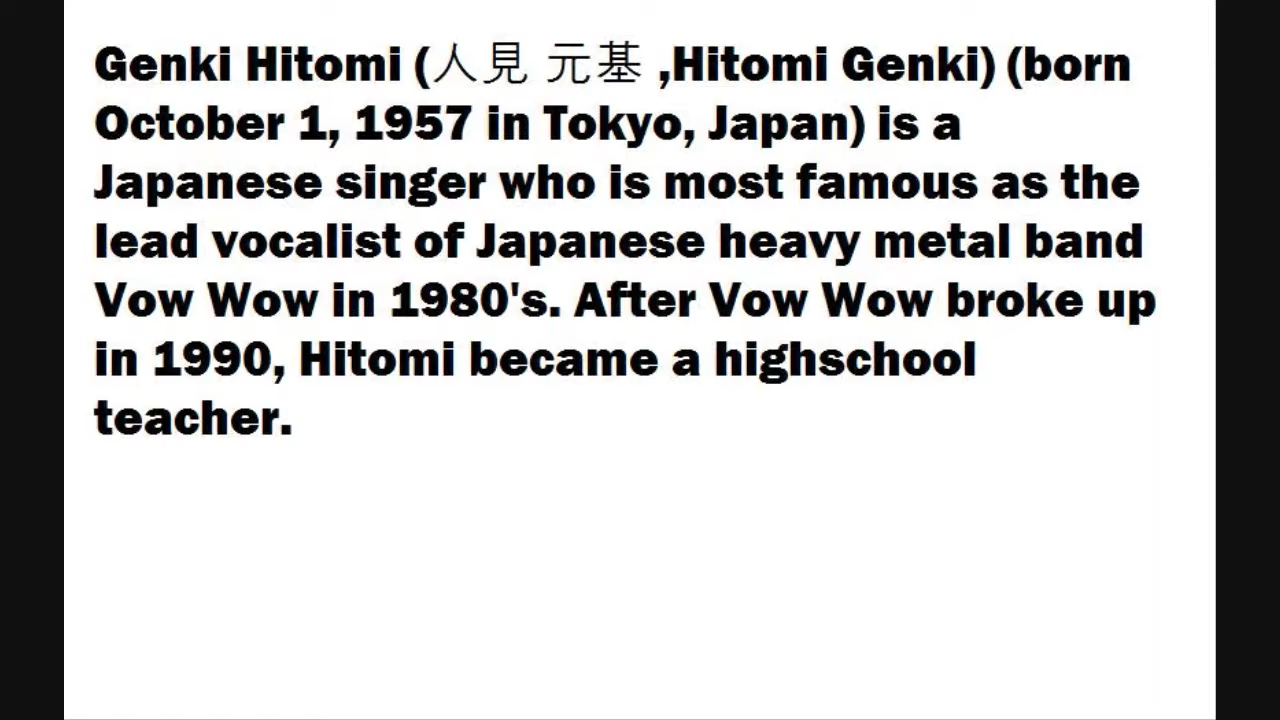 Genki Hitomi (人見 元基 ,Hitomi Genki) (born
October 1, 1957 in Tokyo, Japan) is a
Japanese singer who is most famous as the
lead vocalist of Japanese heavy metal band
Vow Wow in 1980's. After Vow Wow broke up
in 1990, Hitomi became a highschool
teacher.